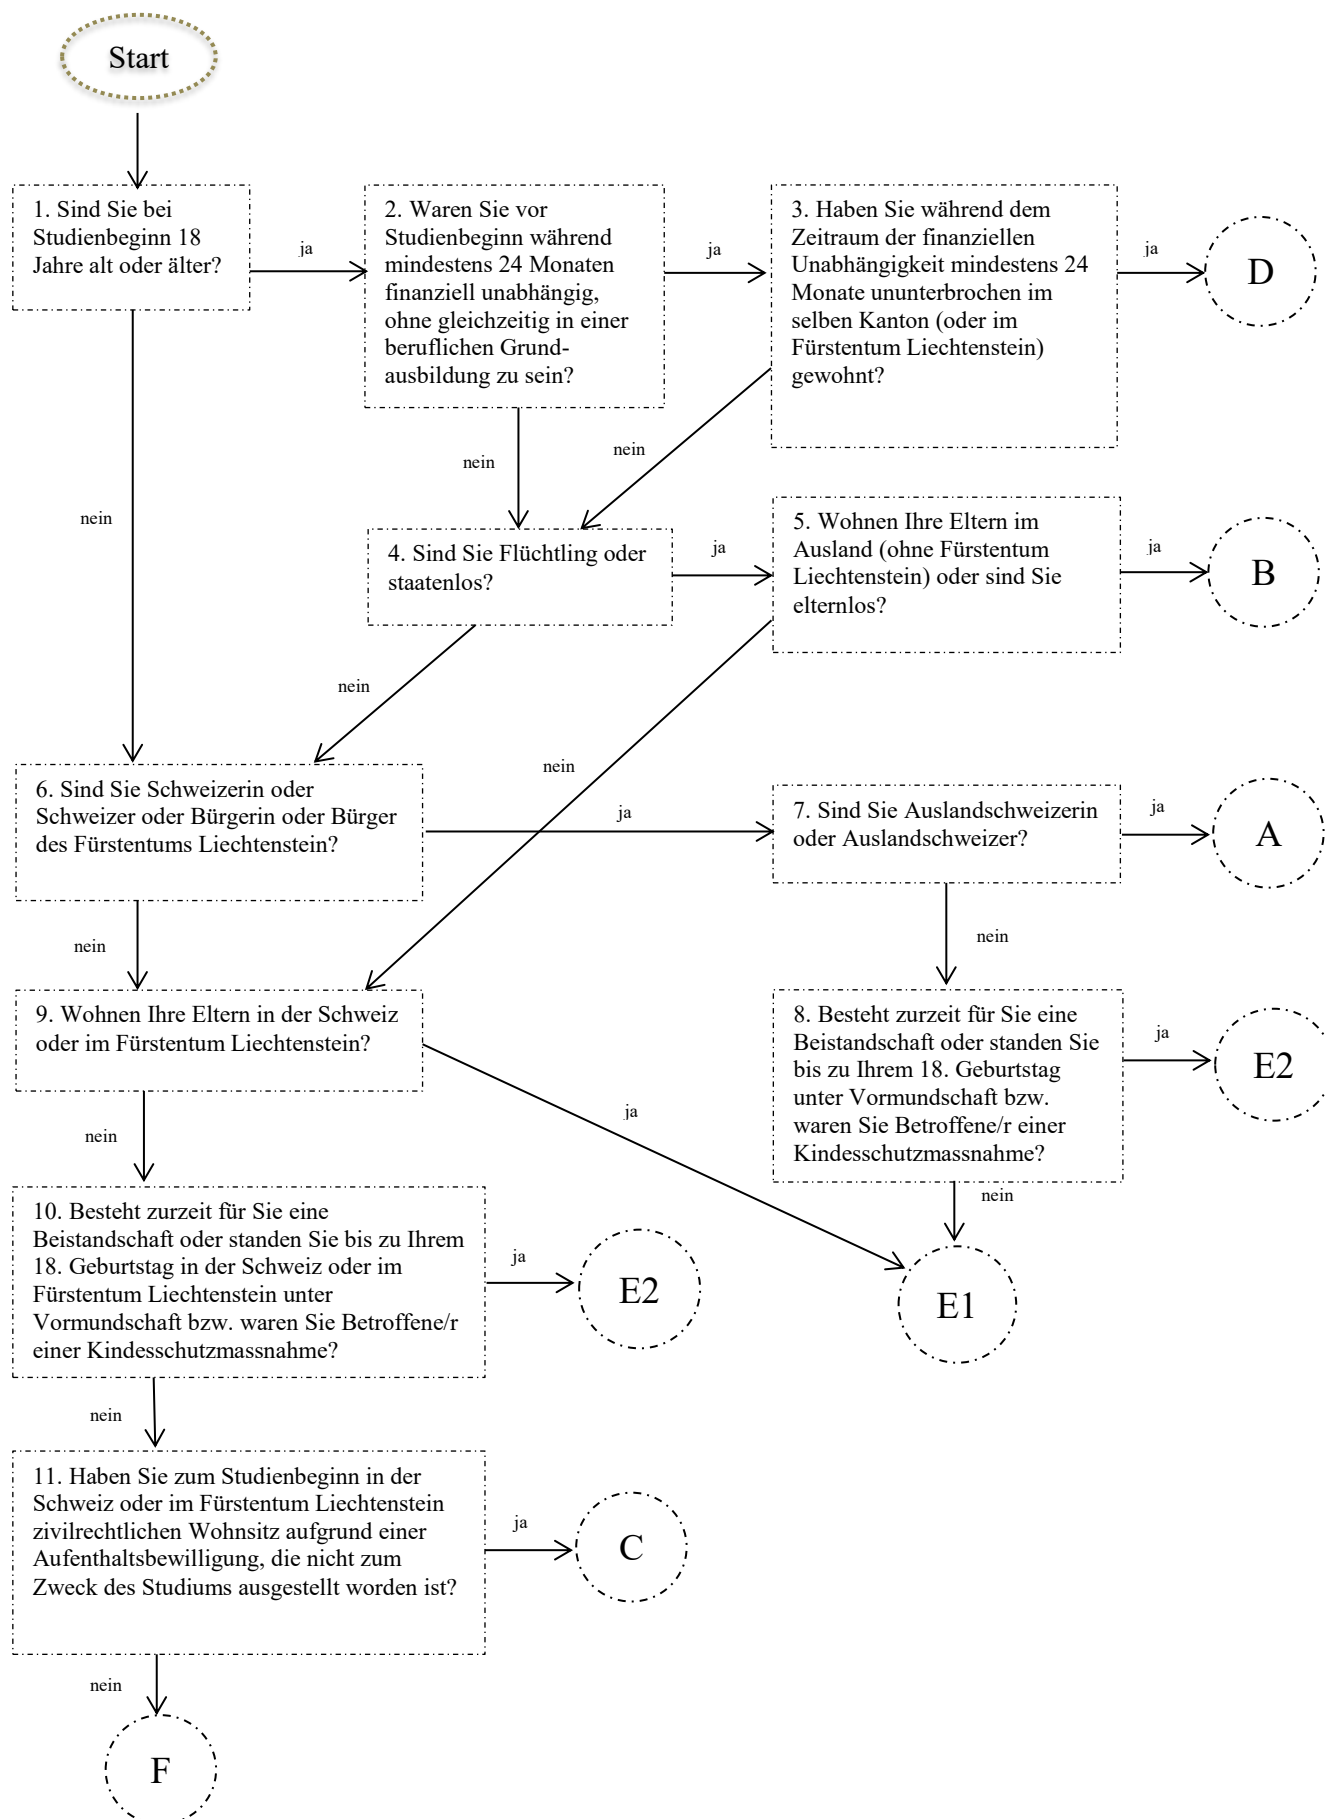 Start
1. Sind Sie bei
Studienbeginn 18
Jahre alt oder älter?
ja
2. Waren Sie vor
Studienbeginn während
mindestens 24 Monaten
finanziell unabhängig,
ohne gleichzeitig in einer
beruflichen Grund-
ausbildung zu sein?
ja
3. Haben Sie während dem
Zeitraum der finanziellen
Unabhängigkeit mindestens 24
Monate ununterbrochen im
selben Kanton (oder im
Fürstentum Liechtenstein)
gewohnt?
ja
D
nein
nein
nein
4. Sind Sie Flüchtling oder
staatenlos?
ja
5. Wohnen Ihre Eltern im
Ausland (ohne Fürstentum
Liechtenstein) oder sind Sie
elternlos?
ja
B
nein
nein
6. Sind Sie Schweizerin oder
Schweizer oder Bürgerin oder Bürger
des Fürstentums Liechtenstein?
ja
7. Sind Sie Auslandschweizerin
oder Auslandschweizer?
ja
A
nein
nein
9. Wohnen Ihre Eltern in der Schweiz
oder im Fürstentum Liechtenstein?
ja
8. Besteht zurzeit für Sie eine
Beistandschaft oder standen Sie
bis zu Ihrem 18. Geburtstag
unter Vormundschaft bzw.
waren Sie Betroffene/r einer
Kindesschutzmassnahme?
ja
E2
nein
nein
10. Besteht zurzeit für Sie eine
Beistandschaft oder standen Sie bis zu Ihrem
18. Geburtstag in der Schweiz oder im
Fürstentum Liechtenstein unter
Vormundschaft bzw. waren Sie Betroffene/r
einer Kindesschutzmassnahme?
ja
E2
E1
nein
11. Haben Sie zum Studienbeginn in der
Schweiz oder im Fürstentum Liechtenstein
zivilrechtlichen Wohnsitz aufgrund einer
Aufenthaltsbewilligung, die nicht zum
Zweck des Studiums ausgestellt worden ist?
ja
C
nein
F